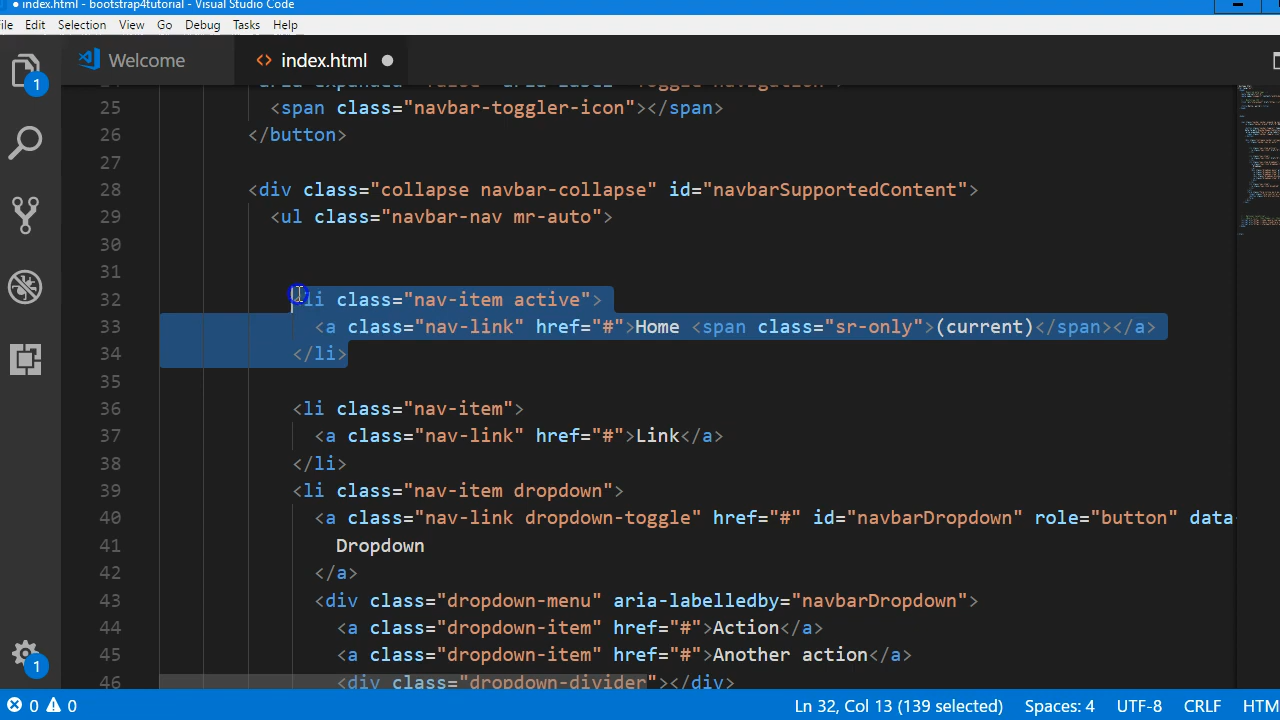 index.html - bootstrap4tutorial - Visual Studio Code
File Edit Selection View Go Debug Tasks Help
Welcome
<> index.html
25 <span class="navbar-toggler-icon"></span>
26 </button>
27
28 <div class="collapse navbar-collapse" id="navbarSupportedContent">
29 <ul class="navbar-nav mr-auto">
30
31
32 <li class="nav-item active">
33 <a class="nav-link" href="#">Home <span class="sr-only">(current)</span></a>
34 </li>
35
36 <li class="nav-item">
37 <a class="nav-link" href="#">Link</a>
38 </li>
39 <li class="nav-item dropdown">
40 <a class="nav-link dropdown-toggle" href="#" id="navbarDropdown" role="button" data-
41 Dropdown
42 </a>
43 <div class="dropdown-menu" aria-labelledby="navbarDropdown">
44 <a class="dropdown-item" href="#">Action</a>
45 <a class="dropdown-item" href="#">Another action</a>
46 <div class="dropdown-divider"></div>
1
1
0 0 Ln 32, Col 13 (139 selected) Spaces: 4 UTF-8 CRLF HTM